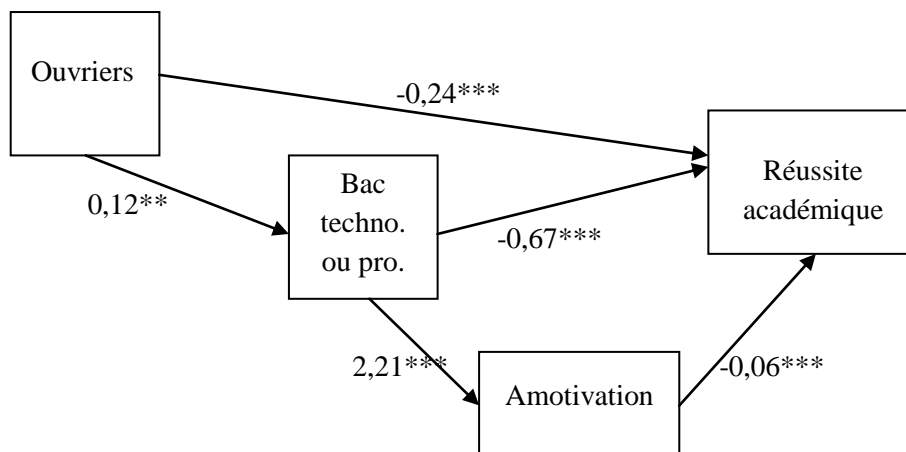 Ouvriers
-0,24***
0,12**
Bac
techno.
ou pro.
-0,67***
Réussite
académique
2,21***
Amotivation
-0,06***